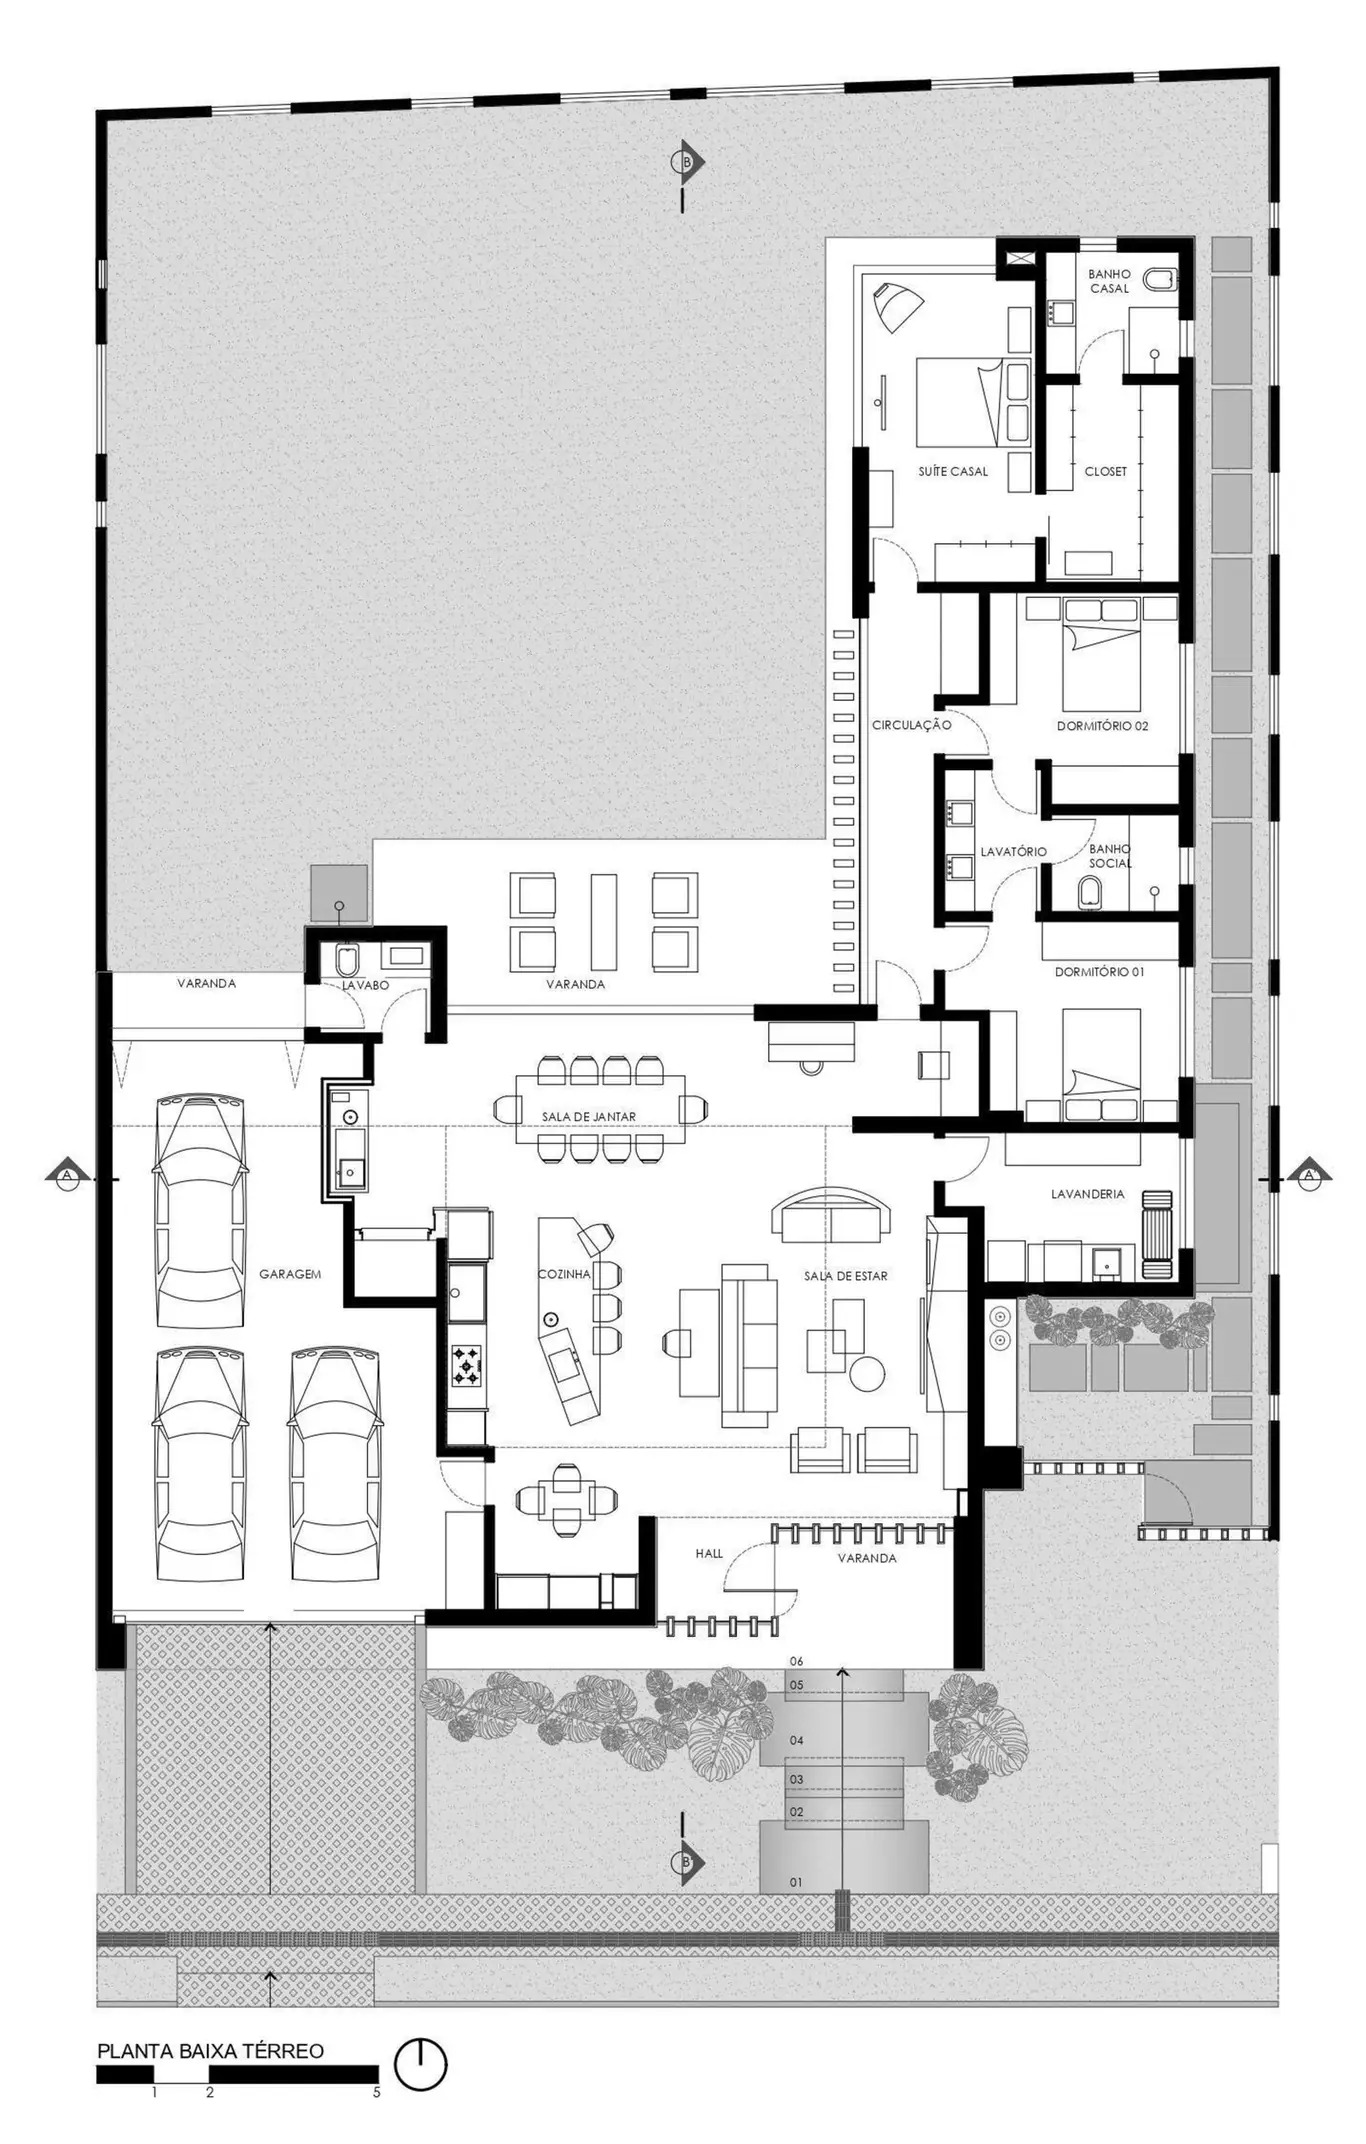 B
BANHO
CASAL
SUÍTE CASAL
CLOSET
CIRCULAÇÃO
DORMITÓRIO 02
LAVATÓRIO
BANHO
SOCIAL
DORMITÓRIO 01
VARANDA
LAVABO
VARANDA
SALA DE JANTAR
A
A'
LAVANDERIA
GARAGEM
COZINHA
SALA DE ESTAR
HALL
VARANDA
06
05
04
03
02
B'
01
PLANTA BAIXA TÉRREO
1
2
5